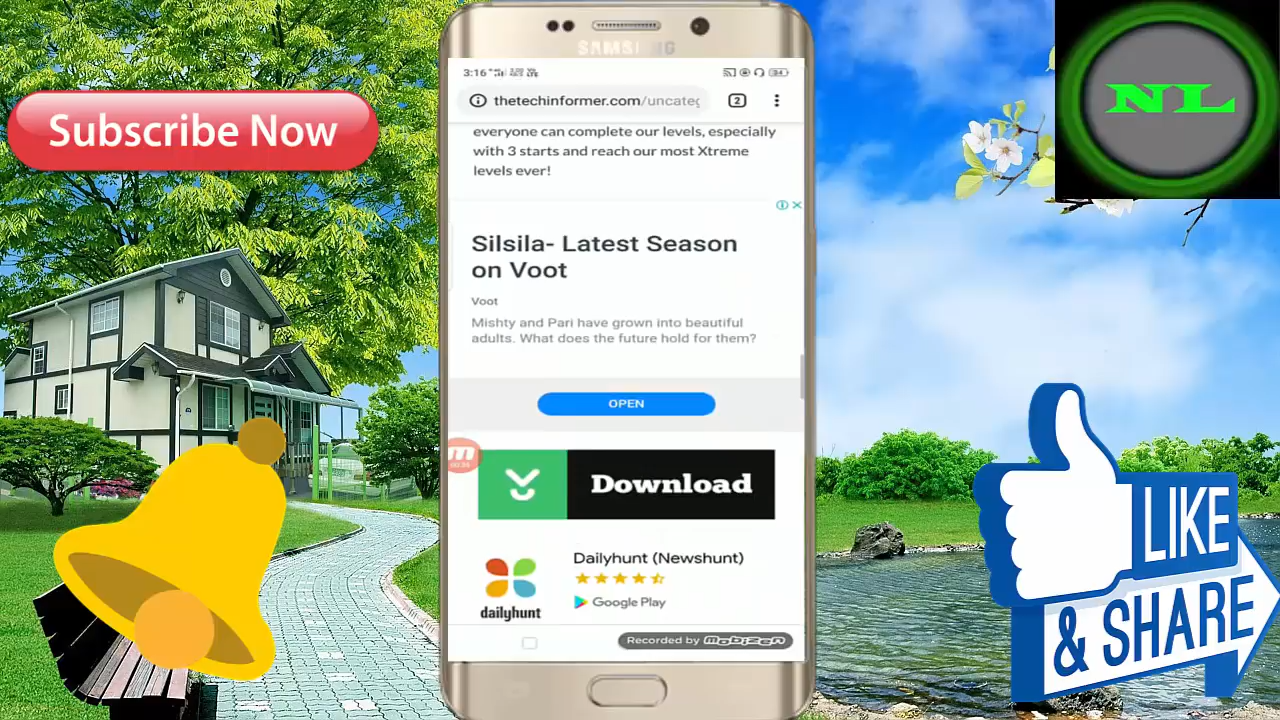 SAMSUNG
3:16
thetechinformer.com/uncateg
2
everyone can complete our levels, especially
with 3 starts and reach our most Xtreme
levels ever!
Silsila- Latest Season
on Voot
Voot
Mishty and Pari have grown into beautiful
adults. What does the future hold for them?
OPEN
Download
Dailyhunt (Newshunt)
Google Play
dailyhunt
Recorded by mobizen
Subscribe Now
NL
LIKE
& SHARE